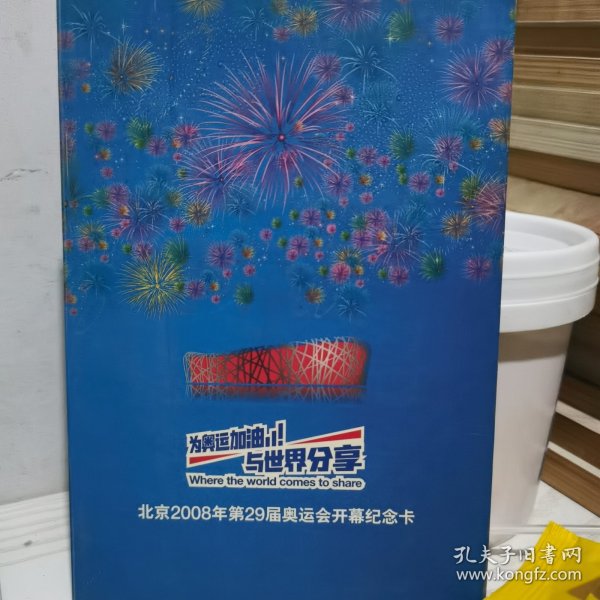 为奥运加油!!!
与世界分享
Where the world comes to share
北京2008年第29届奥运会开幕纪念卡
孔夫子旧书网
www.kongfz.com